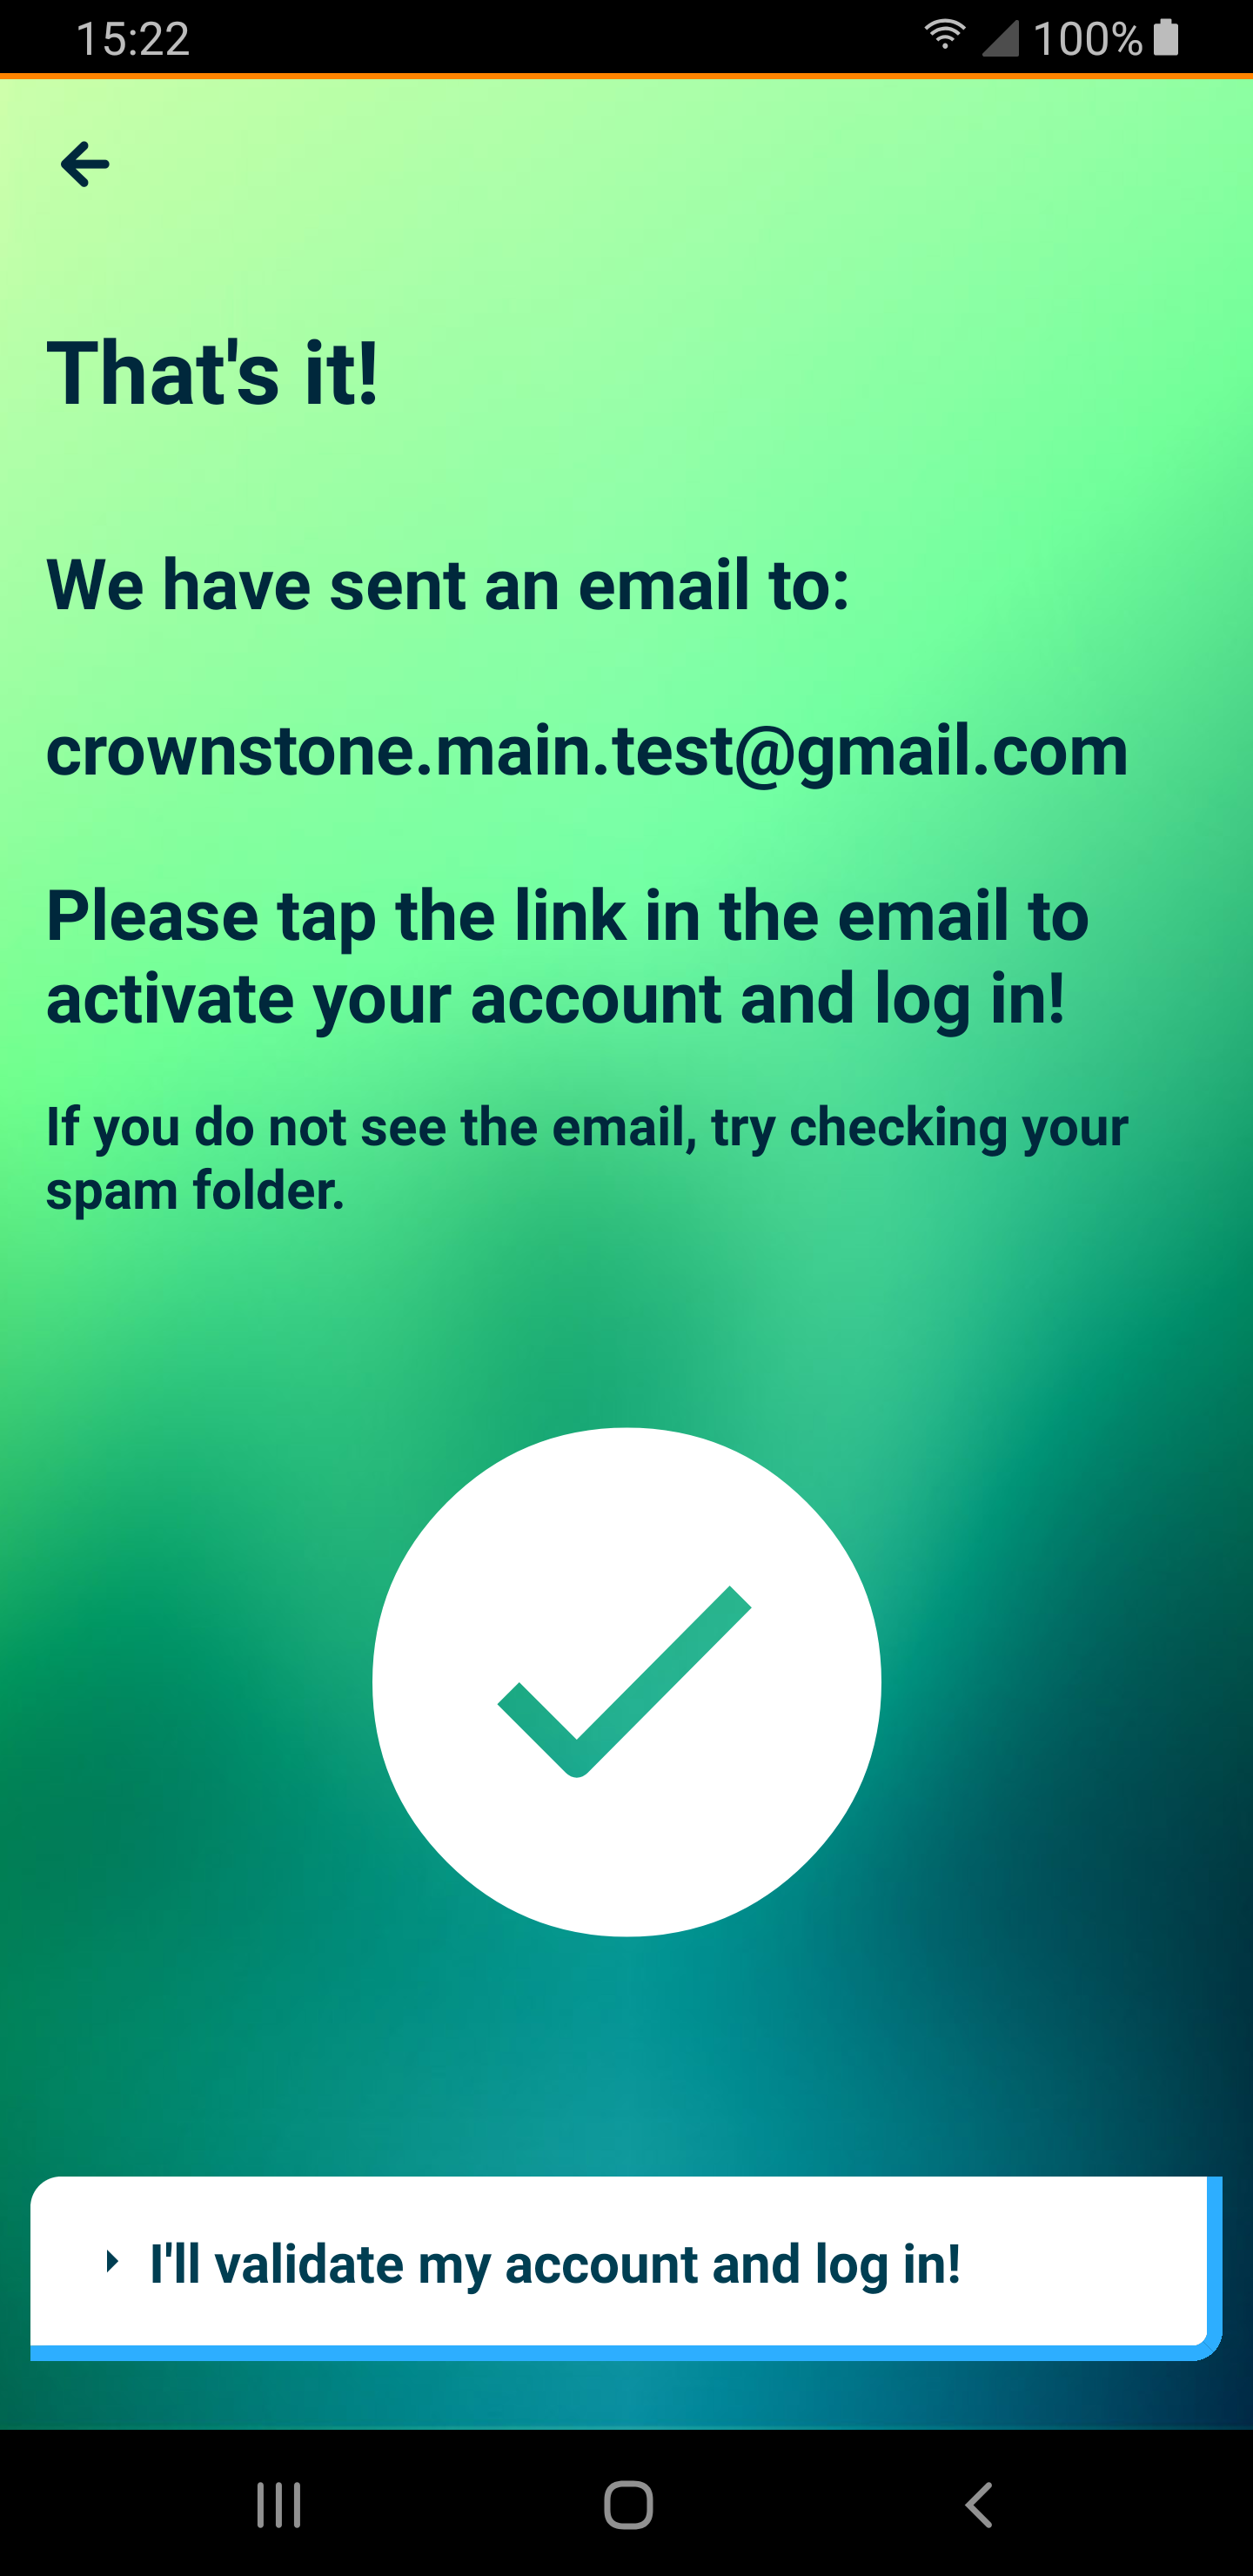 15:22
100%
That's it!
We have sent an email to:
crownstone.main.test@gmail.com
Please tap the link in the email to
activate your account and log in!
If you do not see the email, try checking your
spam folder.
I'll validate my account and log in!